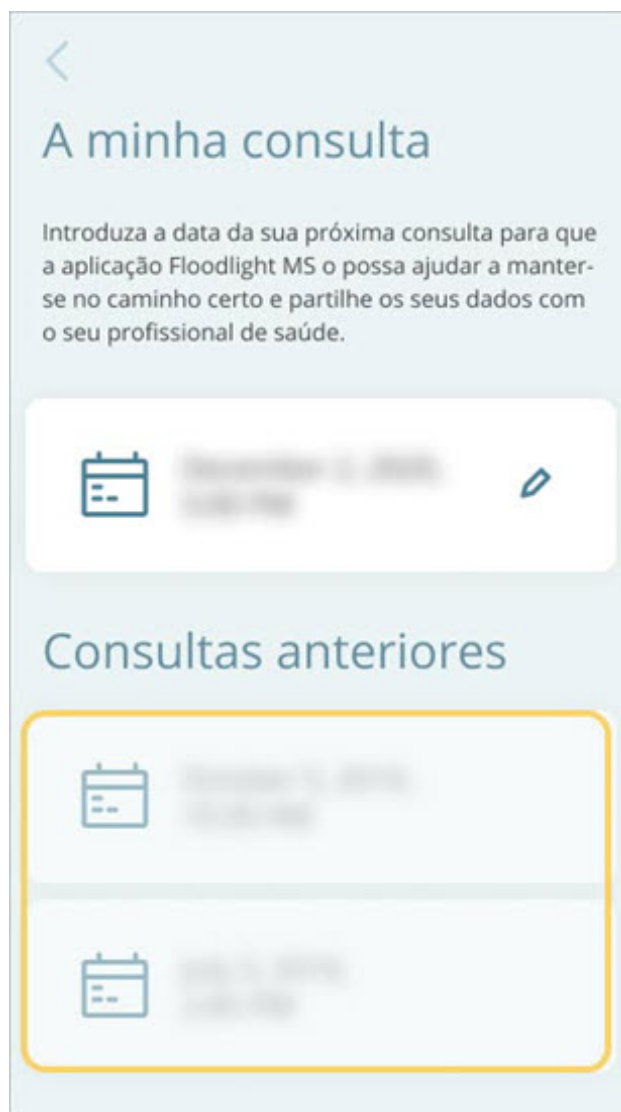 A minha consulta
Introduza a data da sua próxima consulta para que
a aplicação Floodlight MS o possa ajudar a manter-
se no caminho certo e partilhe os seus dados com
o seu profissional de saúde.
Consultas anteriores